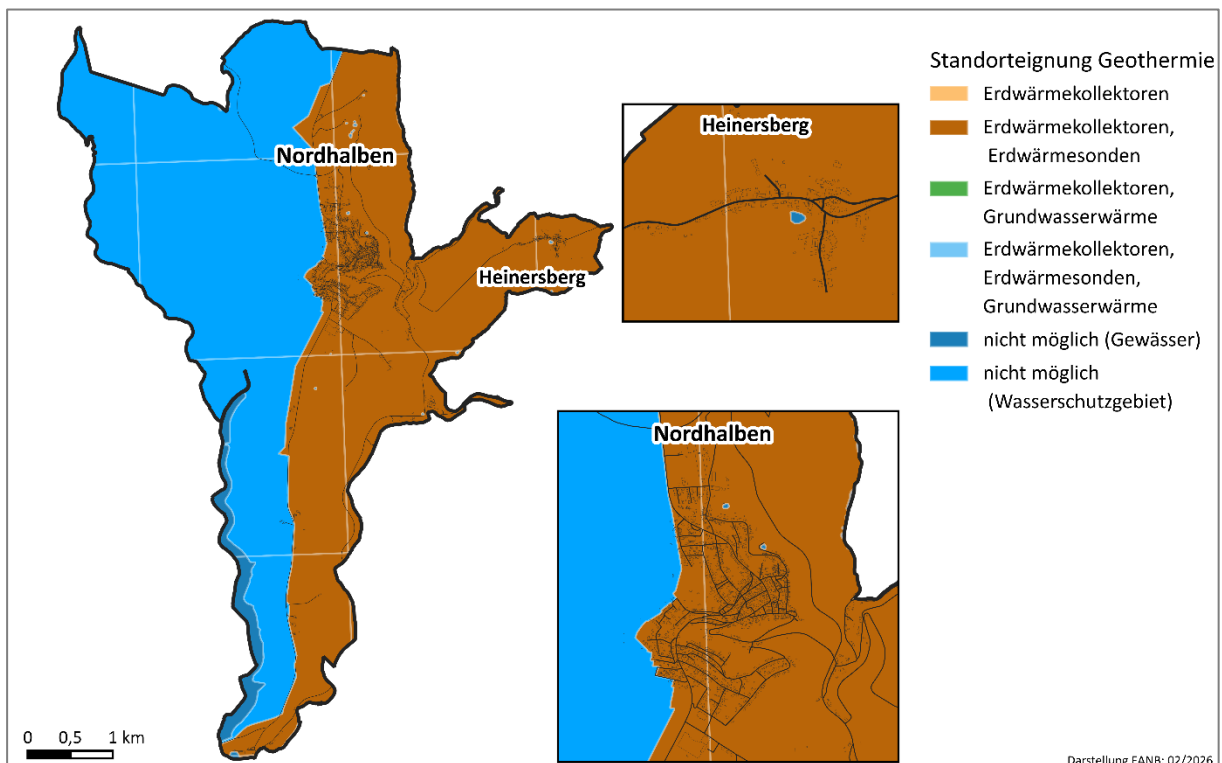 Standorteignung Geothermie
Erdwärmekollektoren
Erdwärmekollektoren,
Erdwärmesonden
Erdwärmekollektoren,
Grundwasserwärme
Erdwärmekollektoren,
Erdwärmesonden,
Grundwasserwärme
nicht möglich (Gewässer)
nicht möglich
(Wasserschutzgebiet)
Nordhalben
Heinersberg
Heinersberg
Nordhalben
0 0,5 1 km
Darstellung EANB: 02/2026